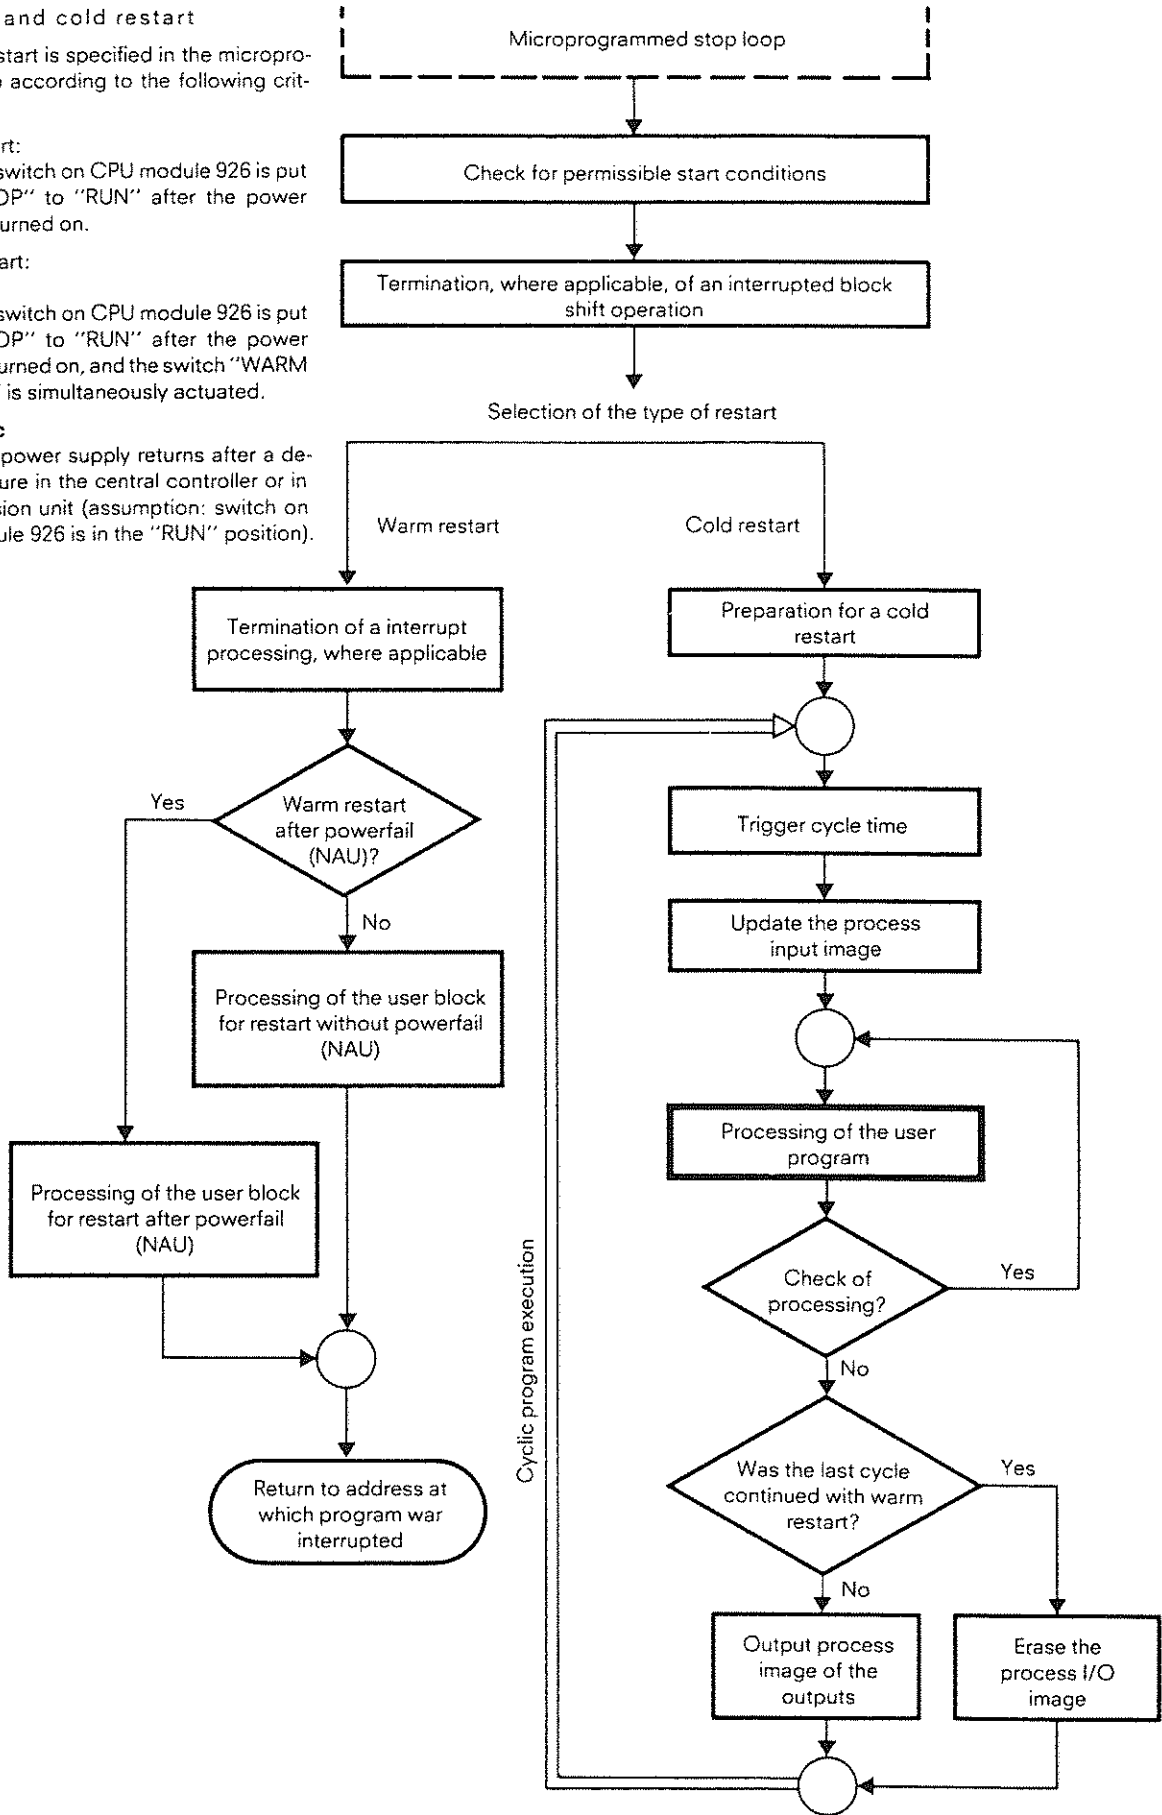 and cold restart
start is specified in the micropro-
according to the following crit-
rt:
switch on CPU module 926 is put
OP" to "RUN" after the power
urned on.
art:
switch on CPU module 926 is put
OP" to "RUN" after the power
urned on, and the switch "WARM
" is simultaneously actuated.
c
power supply returns after a de-
ure in the central controller or in
sion unit (assumption: switch on
ule 926 is in the "RUN" position).
Microprogrammed stop loop
Check for permissible start conditions
Termination, where applicable, of an interrupted block
shift operation
Selection of the type of restart
Warm restart
Cold restart
Termination of a interrupt
processing, where applicable
Warm restart
after powerfail
(NAU)?
Yes
No
Processing of the user block
for restart without powerfail
(NAU)
Processing of the user block
for restart after powerfail
(NAU)
Return to address at
which program war
interrupted
Preparation for a cold
restart
Trigger cycle time
Update the process
input image
Processing of the user
program
Check of
processing?
Yes
No
Was the last cycle
continued with warm
restart?
Yes
No
Output process
image of the
outputs
Erase the
process I/O
image
Cyclic program execution